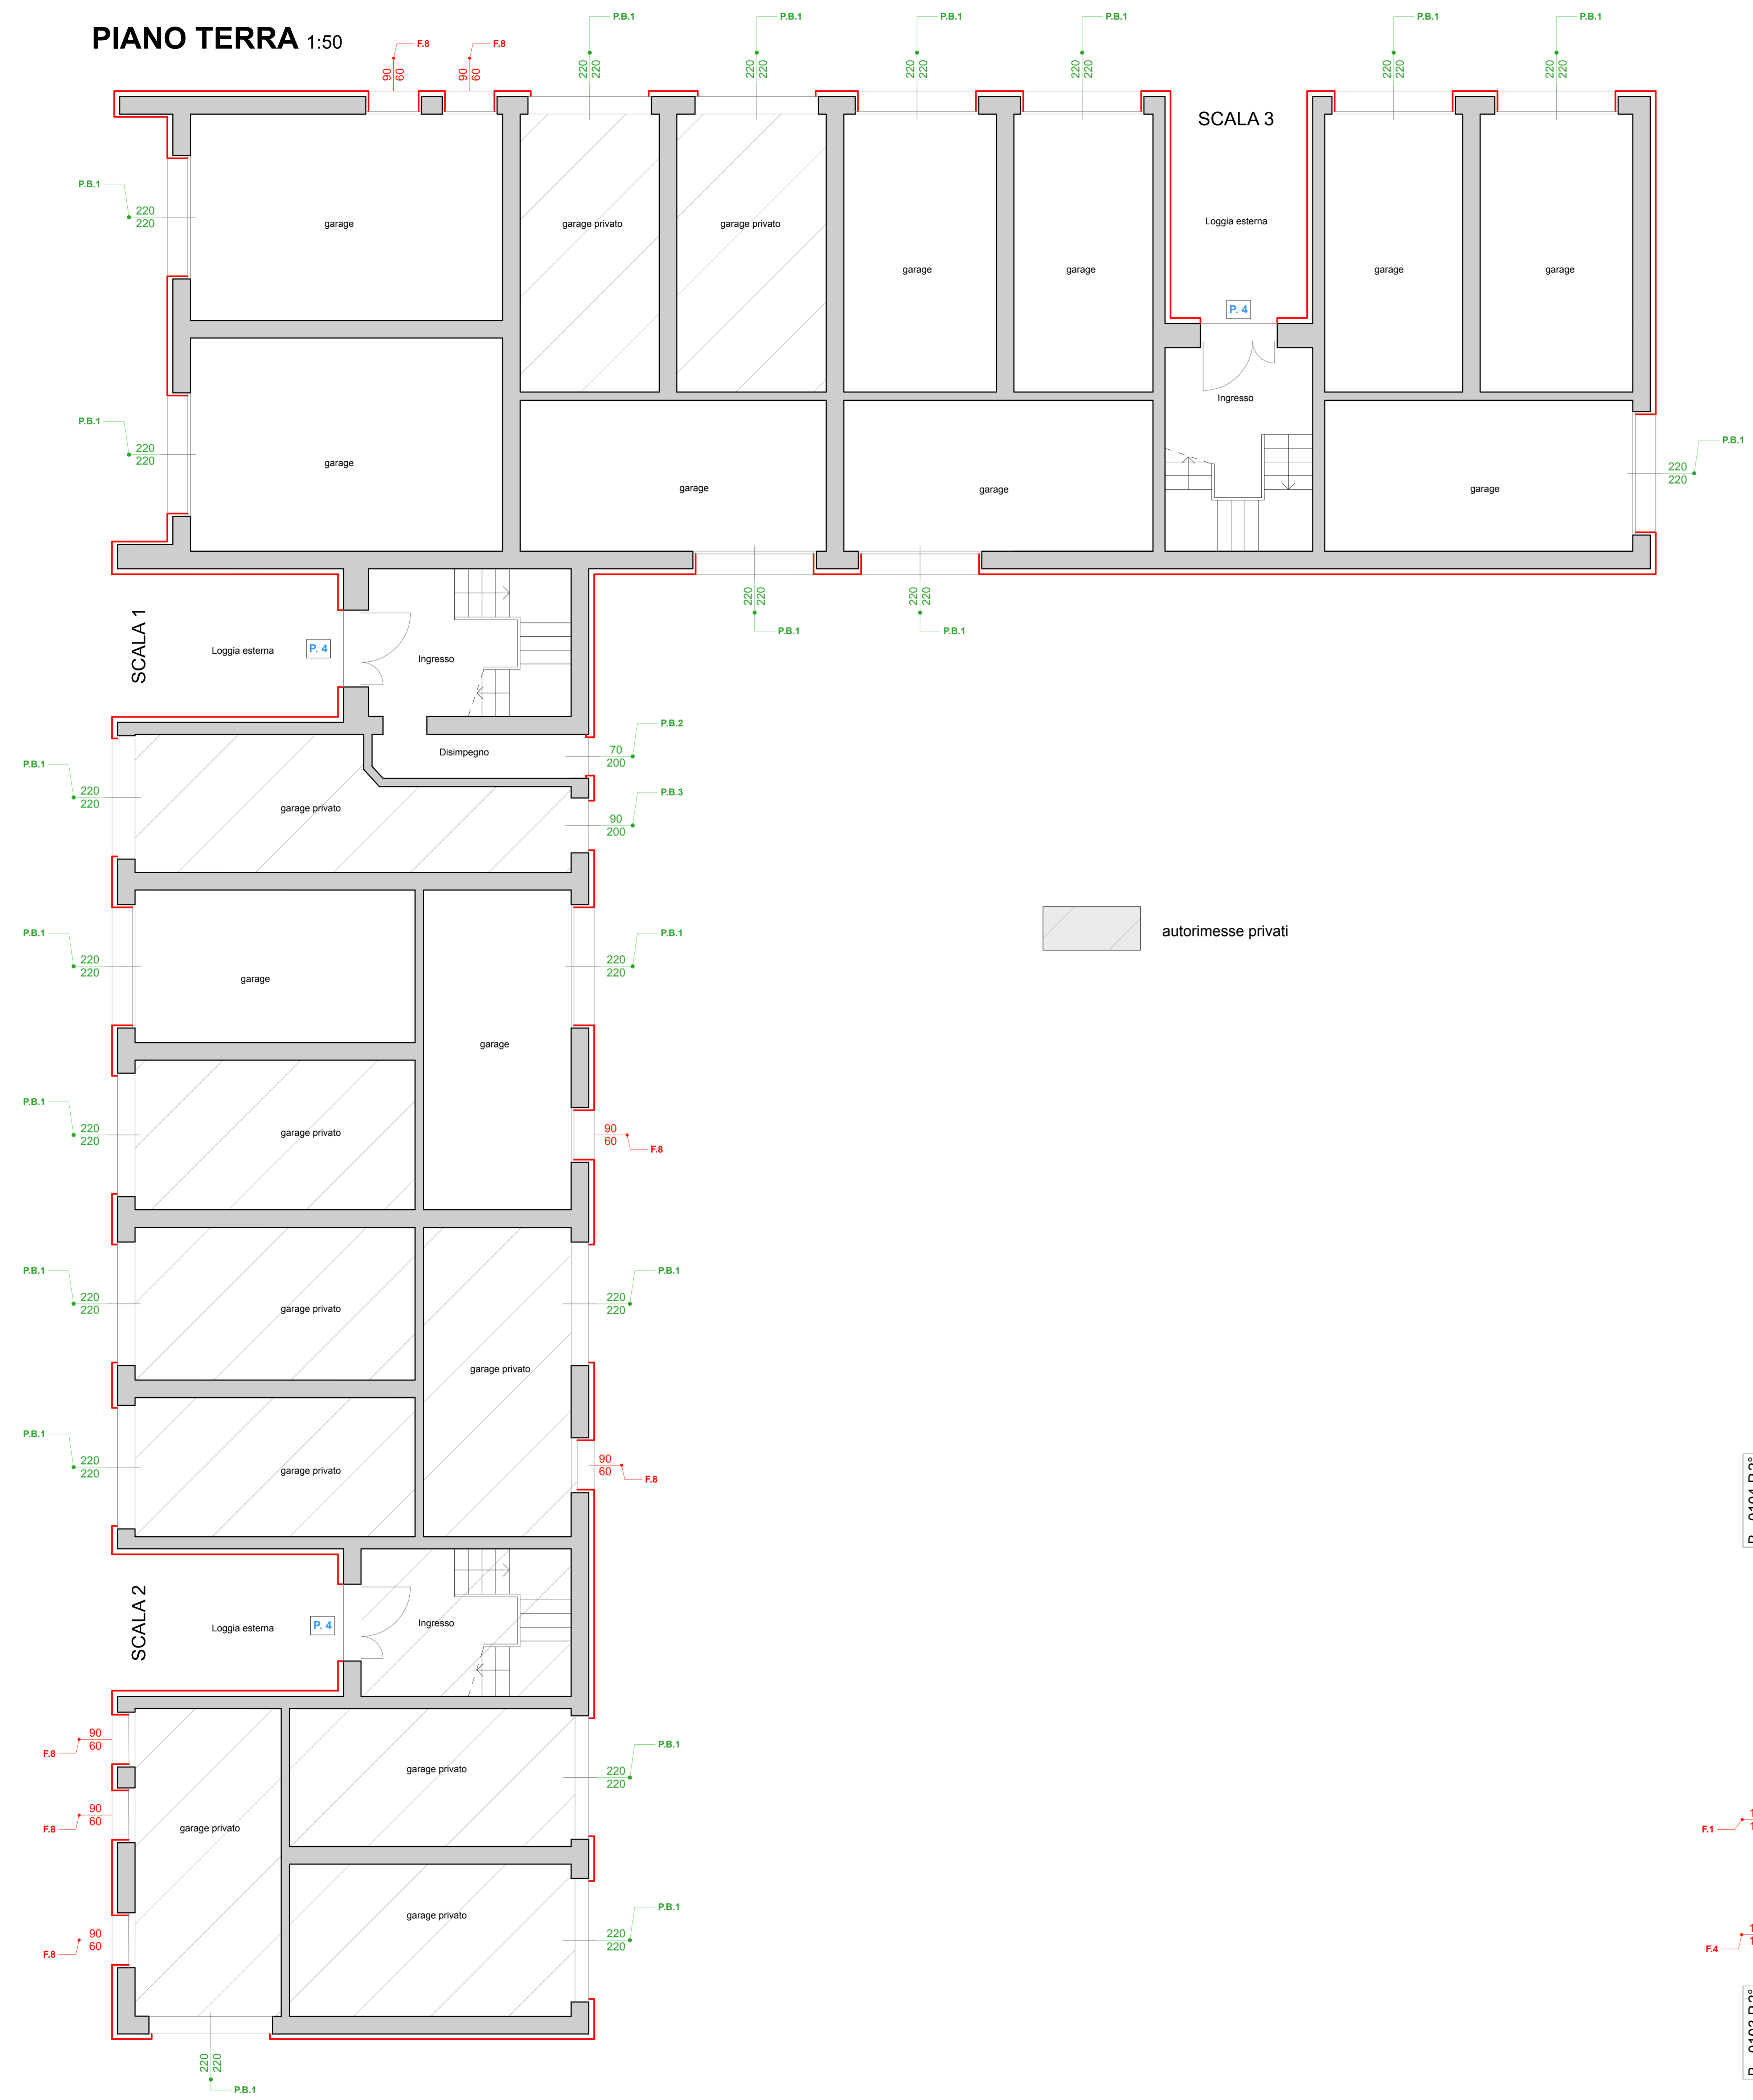 PIANO TERRA 1:50
F.8
90
60
F.8
90
60
P.B.1
220
220
P.B.1
220
220
P.B.1
220
220
P.B.1
220
220
P.B.1
220
220
P.B.1
220
220
SCALA 3
P.B.1
220
220
garage
garage privato
garage privato
garage
garage
Loggia esterna
garage
garage
P. 4
Ingresso
P.B.1
220
220
garage
garage
garage
garage
P.B.1
220
220
220
220
P.B.1
220
220
P.B.1
SCALA 1
Loggia esterna
P. 4
Ingresso
Disimpegno
P.B.2
70
200
P.B.1
220
220
garage privato
P.B.3
90
200
P.B.1
220
220
garage
garage
P.B.1
220
220
autorimesse privati
P.B.1
220
220
garage privato
90
60
F.8
P.B.1
220
220
garage privato
garage privato
P.B.1
220
220
P.B.1
220
220
garage privato
90
60
F.8
SCALA 2
Loggia esterna
P. 4
Ingresso
90
60
F.8
garage privato
P.B.1
220
220
90
60
F.8
garage privato
F.1
90
60
F.8
garage privato
P.B.1
220
220
F.4
220
220
P.B.1